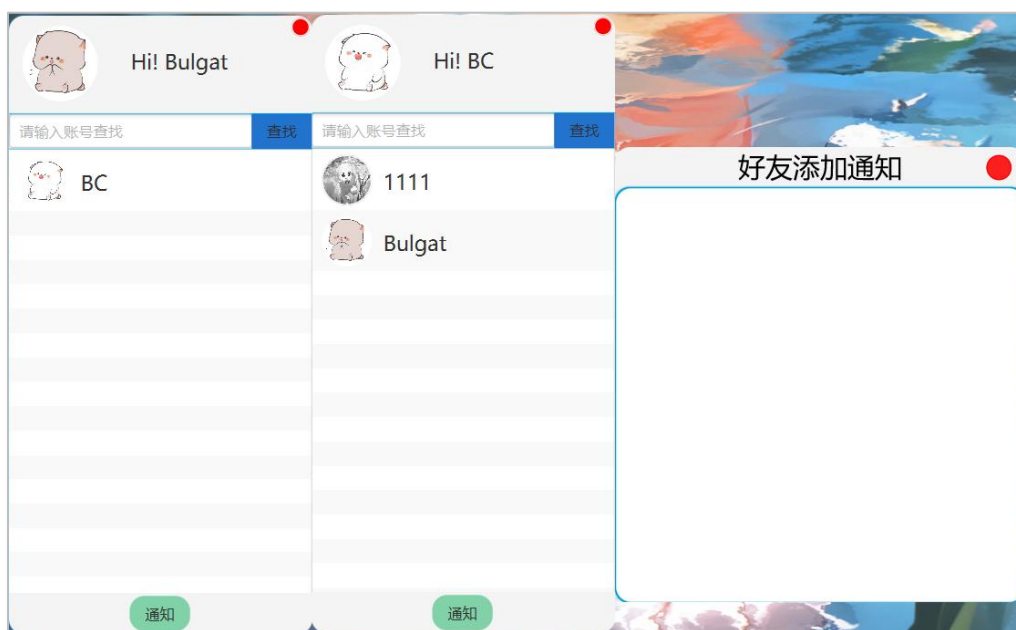 Hi! Bulgat
请输入账号查找
查找
BC
通知
Hi! BC
请输入账号查找
查找
1111
Bulgat
通知
好友添加通知